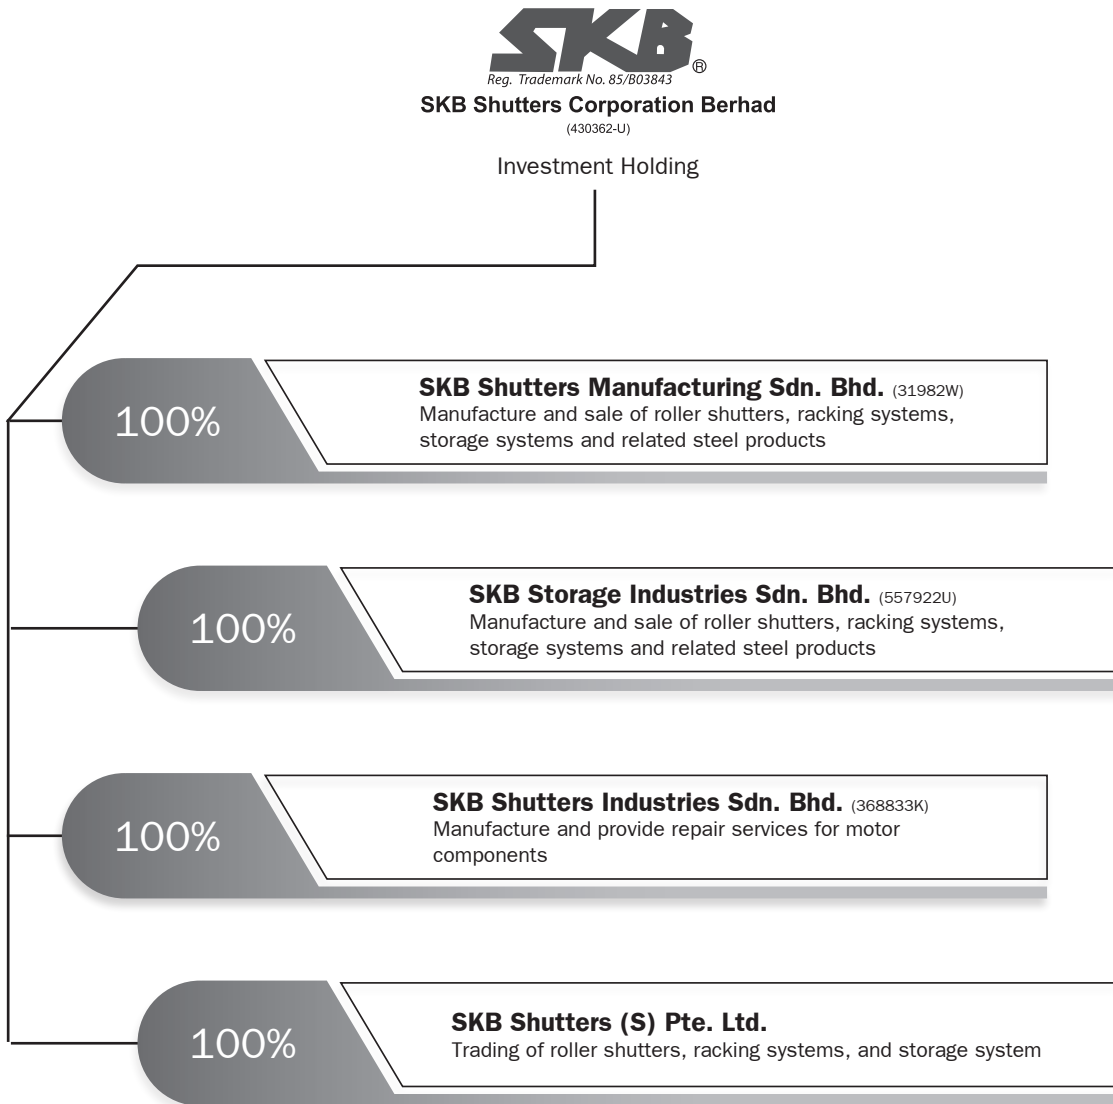 SKB
®
Reg. Trademark No. 85/B03843
SKB Shutters Corporation Berhad
(430362-U)
Investment Holding
100%
SKB Shutters Manufacturing Sdn. Bhd. (31982W)
Manufacture and sale of roller shutters, racking systems,
storage systems and related steel products
100%
SKB Storage Industries Sdn. Bhd. (557922U)
Manufacture and sale of roller shutters, racking systems,
storage systems and related steel products
100%
SKB Shutters Industries Sdn. Bhd. (368833K)
Manufacture and provide repair services for motor
components
100%
SKB Shutters (S) Pte. Ltd.
Trading of roller shutters, racking systems, and storage system